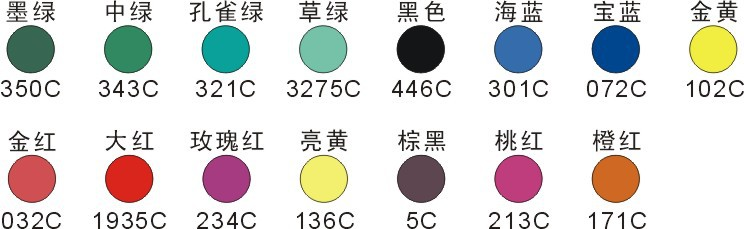 墨绿 中绿 孔雀绿 草绿 黑色 海蓝 宝蓝 金黄
350C 343C 321C 3275C 446C 301C 072C 102C
金红 大红 玫瑰红 亮黄 棕黑 桃红 橙红
032C 1935C 234C 136C 5C 213C 171C